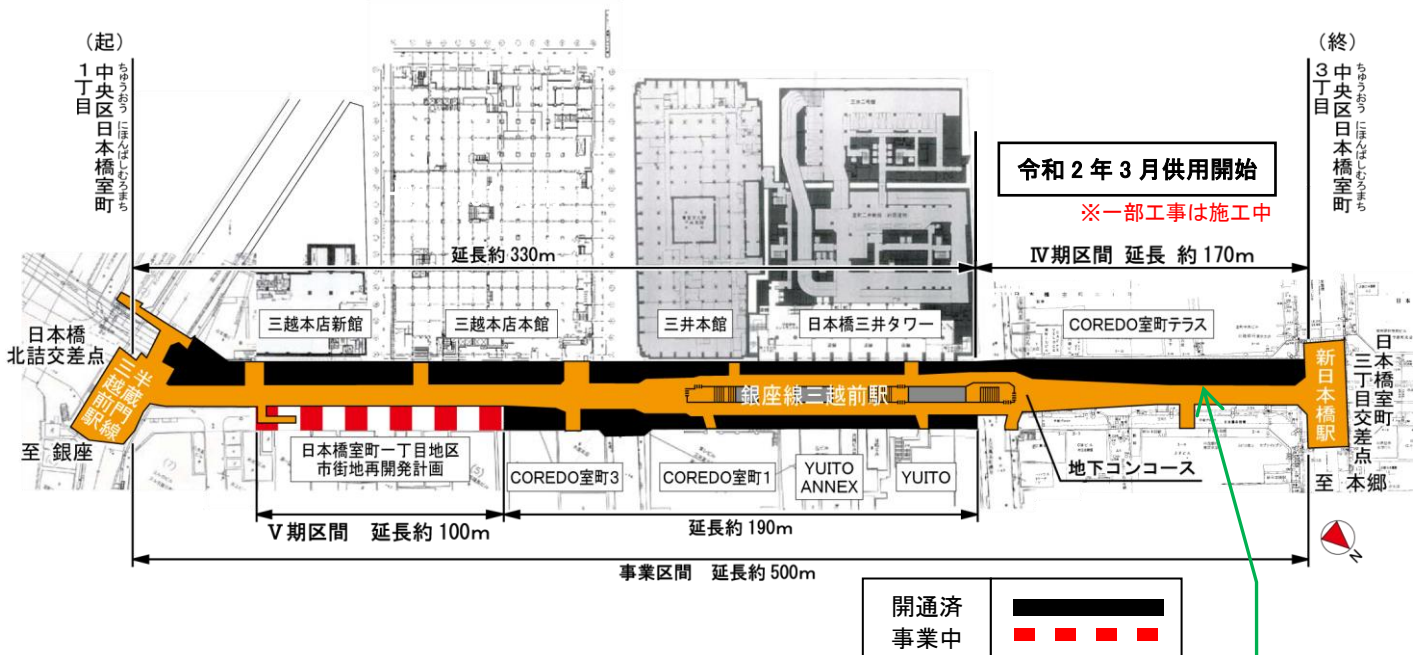 （起）
中央区日本橋室町
ちゅうおう にほんばしむろまち
1丁目
（終）
中央区日本橋室町
ちゅうおう にほんばしむろまち
3丁目
令和２年３月供用開始
※一部工事は施工中
延長約330m
Ⅳ期区間 延長 約170m
三越本店新館
三越本店本館
三井本館
日本橋三井タワー
COREDO室町テラス
日本橋
北詰交差点
半蔵門線
三越前駅
銀座線三越前駅
新日本橋駅
日本橋室町
三丁目交差点
至 銀座
至 本郷
日本橋室町一丁目地区
市街地再開発計画
COREDO室町3
COREDO室町1
YUITO
ANNEX
YUITO
地下コンコース
Ⅴ期区間 延長約100m
延長約190m
N
事業区間 延長約500m
開通済
事業中